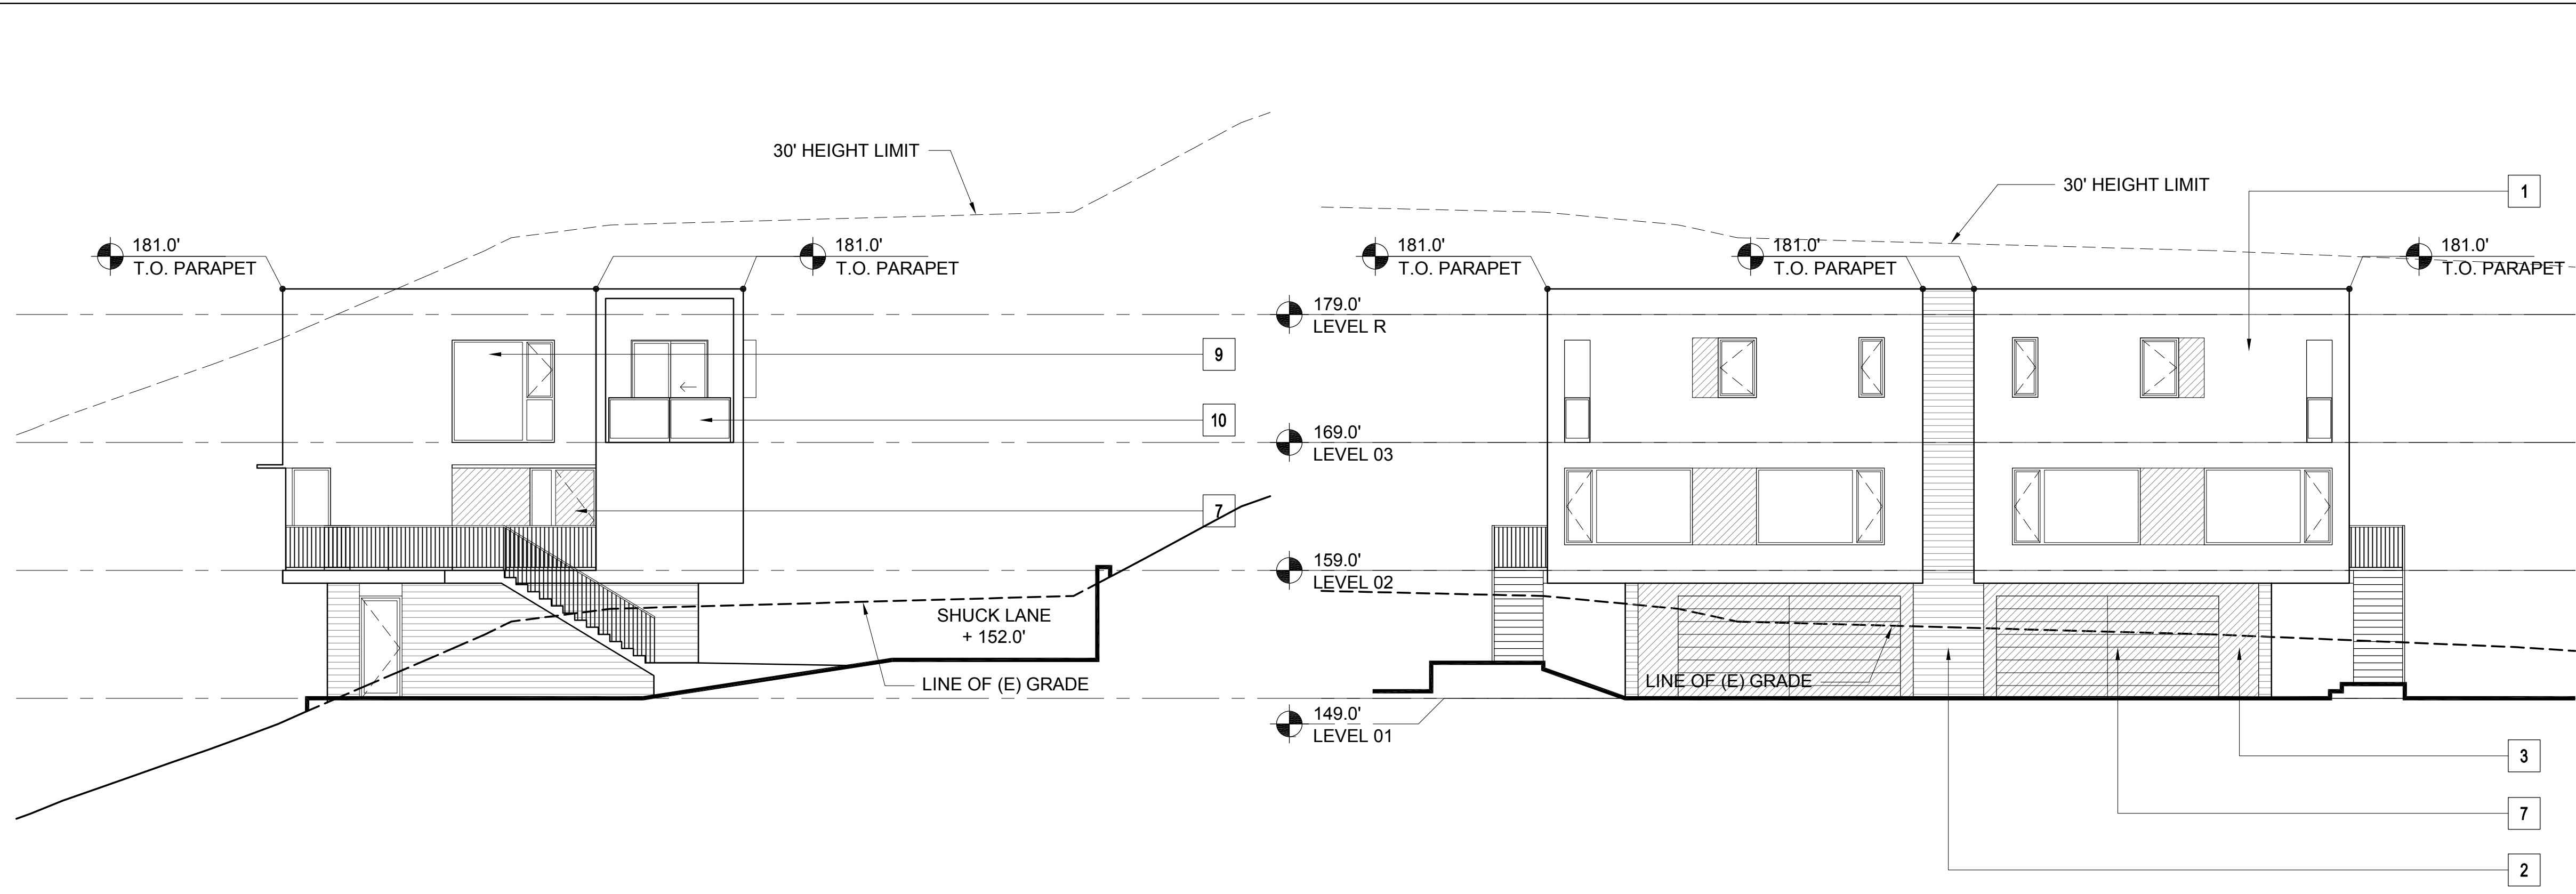 30' HEIGHT LIMIT
181.0'
T.O. PARAPET
181.0'
T.O. PARAPET
9
10
7
SHUCK LANE
+ 152.0'
LINE OF (E) GRADE
30' HEIGHT LIMIT
1
181.0'
T.O. PARAPET
181.0'
T.O. PARAPET
181.0'
T.O. PARAPET
179.0'
LEVEL R
169.0'
LEVEL 03
159.0'
LEVEL 02
LINE OF (E) GRADE
149.0'
LEVEL 01
3
7
2